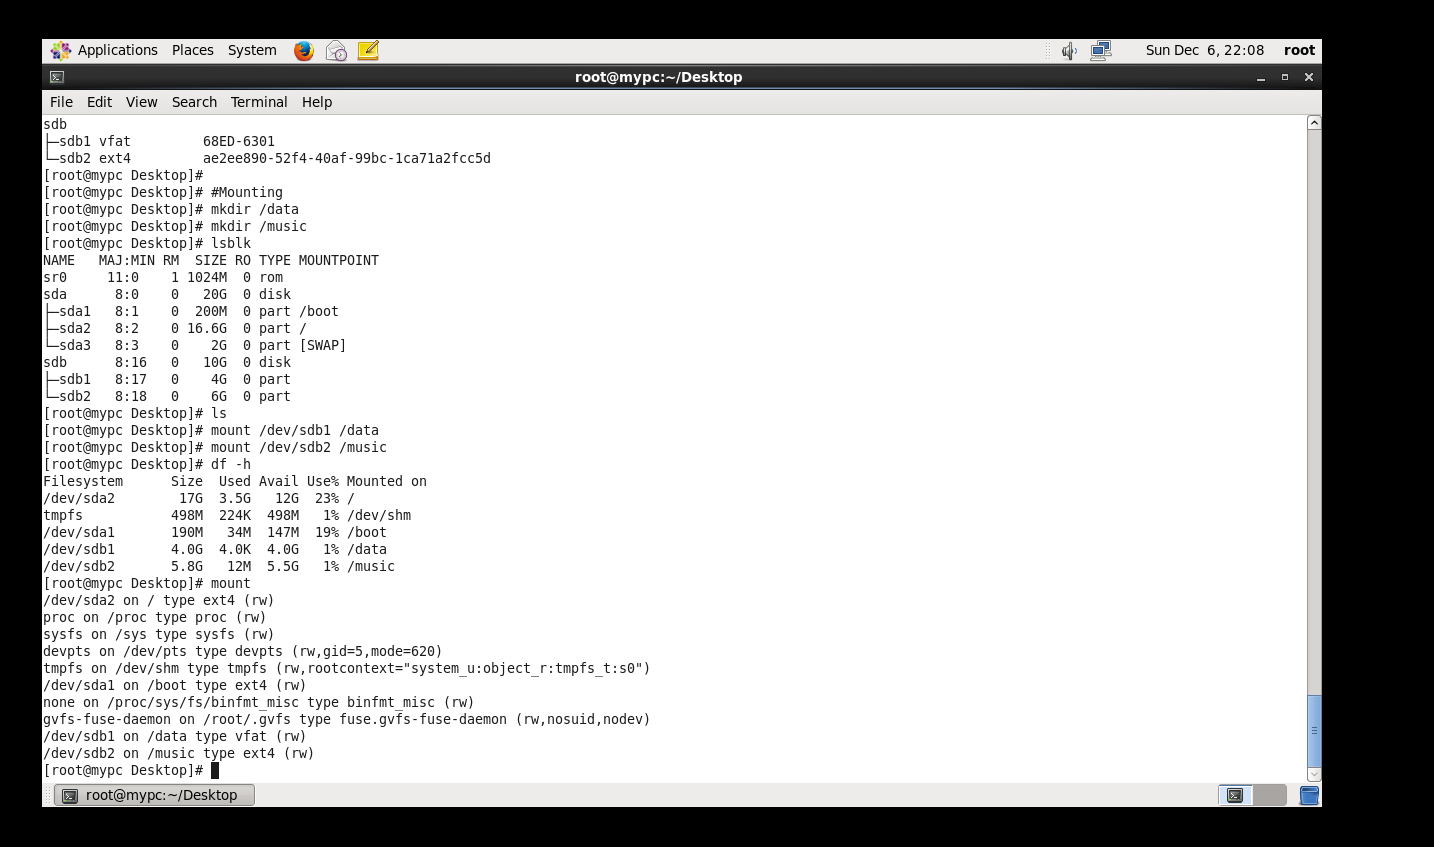 Applications Places System Sun Dec 6, 22:08 root
root@mypc:~/Desktop
File Edit View Search Terminal Help
sdb
├─sdb1 vfat         68ED-6301
└─sdb2 ext4         ae2ee890-52f4-40af-99bc-1ca71a2fcc5d
[root@mypc Desktop]#
[root@mypc Desktop]# #Mounting
[root@mypc Desktop]# mkdir /data
[root@mypc Desktop]# mkdir /music
[root@mypc Desktop]# lsblk
NAME   MAJ:MIN RM  SIZE RO TYPE MOUNTPOINT
sr0     11:0    1 1024M  0 rom
sda      8:0    0   20G  0 disk
├─sda1   8:1    0  200M  0 part /boot
├─sda2   8:2    0 16.6G  0 part /
└─sda3   8:3    0    2G  0 part [SWAP]
sdb      8:16   0   10G  0 disk
├─sdb1   8:17   0    4G  0 part
└─sdb2   8:18   0    6G  0 part
[root@mypc Desktop]# ls
[root@mypc Desktop]# mount /dev/sdb1 /data
[root@mypc Desktop]# mount /dev/sdb2 /music
[root@mypc Desktop]# df -h
Filesystem      Size  Used Avail Use% Mounted on
/dev/sda2        17G  3.5G   12G  23% /
tmpfs           498M  224K  498M   1% /dev/shm
/dev/sda1       190M   34M  147M  19% /boot
/dev/sdb1       4.0G  4.0K  4.0G   1% /data
/dev/sdb2       5.8G   12M  5.5G   1% /music
[root@mypc Desktop]# mount
/dev/sda2 on / type ext4 (rw)
proc on /proc type proc (rw)
sysfs on /sys type sysfs (rw)
devpts on /dev/pts type devpts (rw,gid=5,mode=620)
tmpfs on /dev/shm type tmpfs (rw,rootcontext="system_u:object_r:tmpfs_t:s0")
/dev/sda1 on /boot type ext4 (rw)
none on /proc/sys/fs/binfmt_misc type binfmt_misc (rw)
gvfs-fuse-daemon on /root/.gvfs type fuse.gvfs-fuse-daemon (rw,nosuid,nodev)
/dev/sdb1 on /data type vfat (rw)
/dev/sdb2 on /music type ext4 (rw)
[root@mypc Desktop]#
root@mypc:~/Desktop